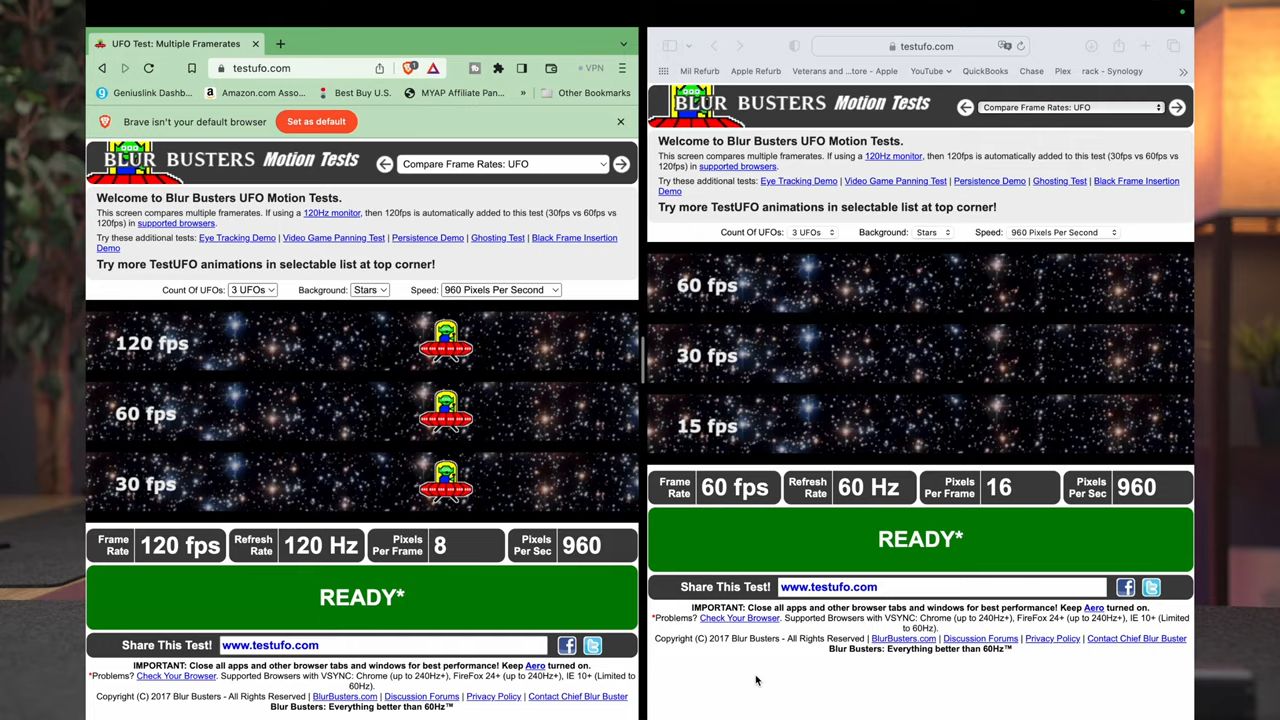 UFO Test: Multiple Framerates
testufo.com
VPN
Geniuslink Dashb...
Amazon.com Asso...
Best Buy U.S.
MYAP Affiliate Pan...
»
Other Bookmarks
Brave isn't your default browser
Set as default
BLUR BUSTERS Motion Tests
Compare Frame Rates: UFO
Welcome to Blur Busters UFO Motion Tests.
This screen compares multiple framerates. If using a 120Hz monitor, then 120fps is automatically added to this test (30fps vs 60fps vs
120fps) in supported browsers.
Try these additional tests: Eye Tracking Demo | Video Game Panning Test | Persistence Demo | Ghosting Test | Black Frame Insertion
Demo
Try more TestUFO animations in selectable list at top corner!
Count Of UFOs: 3 UFOs Background: Stars Speed: 960 Pixels Per Second
120 fps
60 fps
30 fps
Frame Rate 120 fps Refresh Rate 120 Hz Pixels Per Frame 8 Pixels Per Sec 960
READY*
Share This Test! www.testufo.com
IMPORTANT: Close all apps and other browser tabs and windows for best performance! Keep Aero turned on.
*Problems? Check Your Browser. Supported Browsers with VSYNC: Chrome (up to 240Hz+), FireFox 24+ (up to 240Hz+), IE 10+ (Limited to
60Hz).
Copyright (C) 2017 Blur Busters - All Rights Reserved | BlurBusters.com | Discussion Forums | Privacy Policy | Contact Chief Blur Buster
Blur Busters: Everything better than 60Hz™
testufo.com
Mil Refurb
Apple Refurb
Veterans and ...tore - Apple
YouTube
QuickBooks
Chase
Plex
rack - Synology
»
BLUR BUSTERS Motion Tests
Compare Frame Rates: UFO
Welcome to Blur Busters UFO Motion Tests.
This screen compares multiple framerates. If using a 120Hz monitor, then 120fps is automatically added to this test (30fps vs 60fps vs
120fps) in supported browsers.
Try these additional tests: Eye Tracking Demo | Video Game Panning Test | Persistence Demo | Ghosting Test | Black Frame Insertion
Demo
Try more TestUFO animations in selectable list at top corner!
Count Of UFOs: 3 UFOs Background: Stars Speed: 960 Pixels Per Second
60 fps
30 fps
15 fps
Frame Rate 60 fps Refresh Rate 60 Hz Pixels Per Frame 16 Pixels Per Sec 960
READY*
Share This Test! www.testufo.com
IMPORTANT: Close all apps and other browser tabs and windows for best performance! Keep Aero turned on.
*Problems? Check Your Browser. Supported Browsers with VSYNC: Chrome (up to 240Hz+), FireFox 24+ (up to 240Hz+), IE 10+ (Limited
to 60Hz).
Copyright (C) 2017 Blur Busters - All Rights Reserved | BlurBusters.com | Discussion Forums | Privacy Policy | Contact Chief Blur Buster
Blur Busters: Everything better than 60Hz™